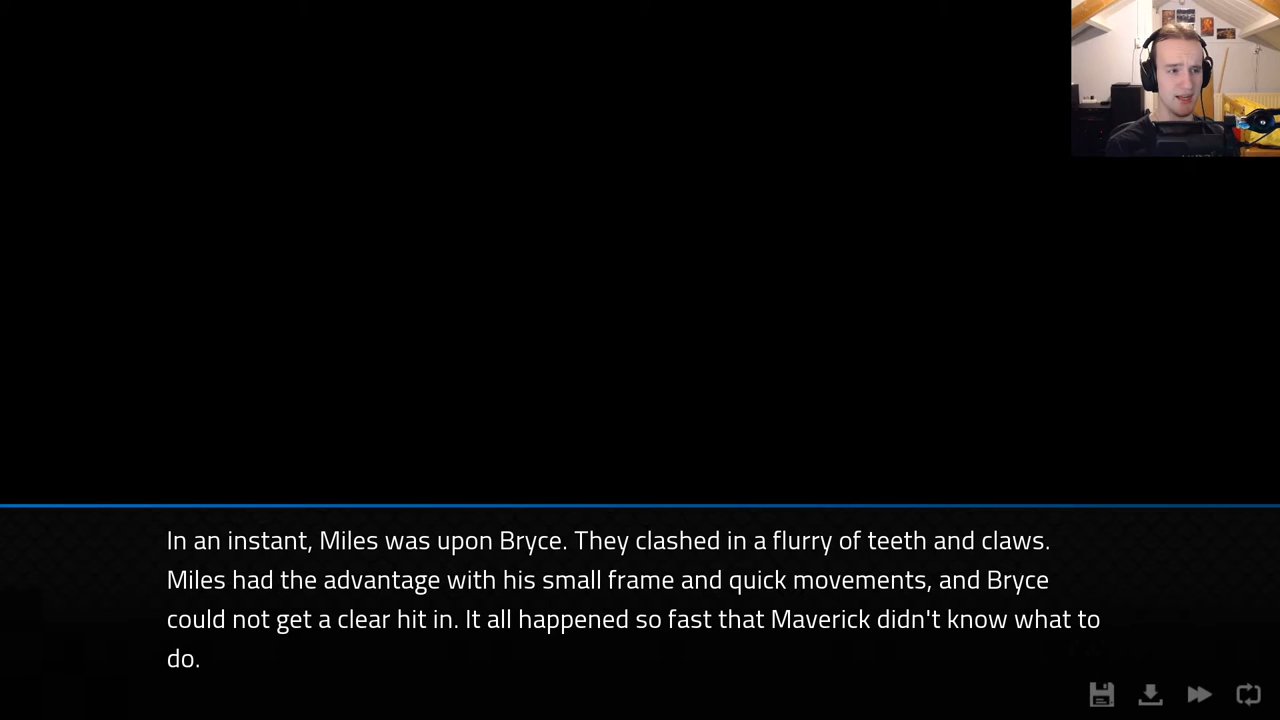 In an instant, Miles was upon Bryce. They clashed in a flurry of teeth and claws.
Miles had the advantage with his small frame and quick movements, and Bryce
could not get a clear hit in. It all happened so fast that Maverick didn't know what to
do.